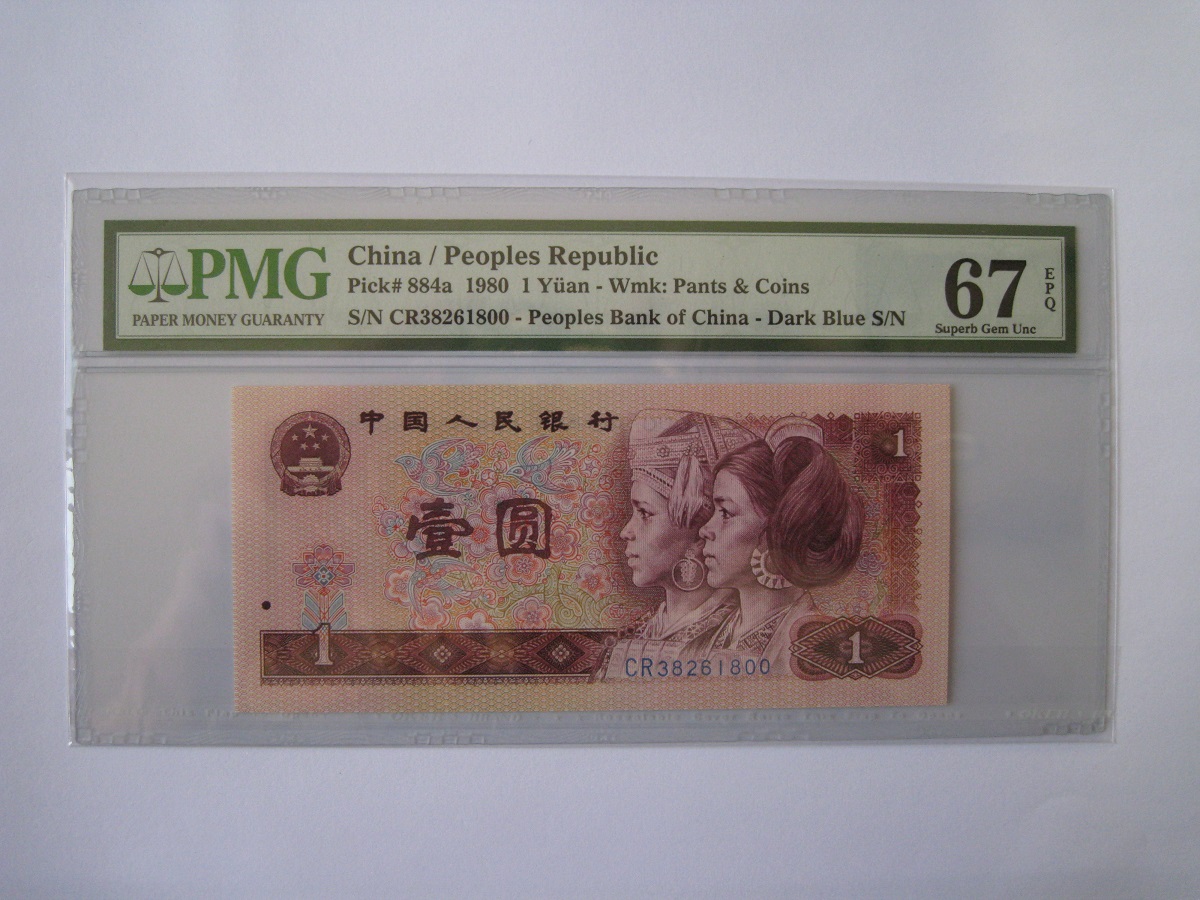 PMG
PAPER MONEY GUARANTY
China / Peoples Republic
Pick# 884a 1980 1 Yüan - Wmk: Pants & Coins
S/N CR38261800 - Peoples Bank of China - Dark Blue S/N
67
EPQ
Superb Gem Unc
中国人民银行
1
壹圆
1
1
CR38261800